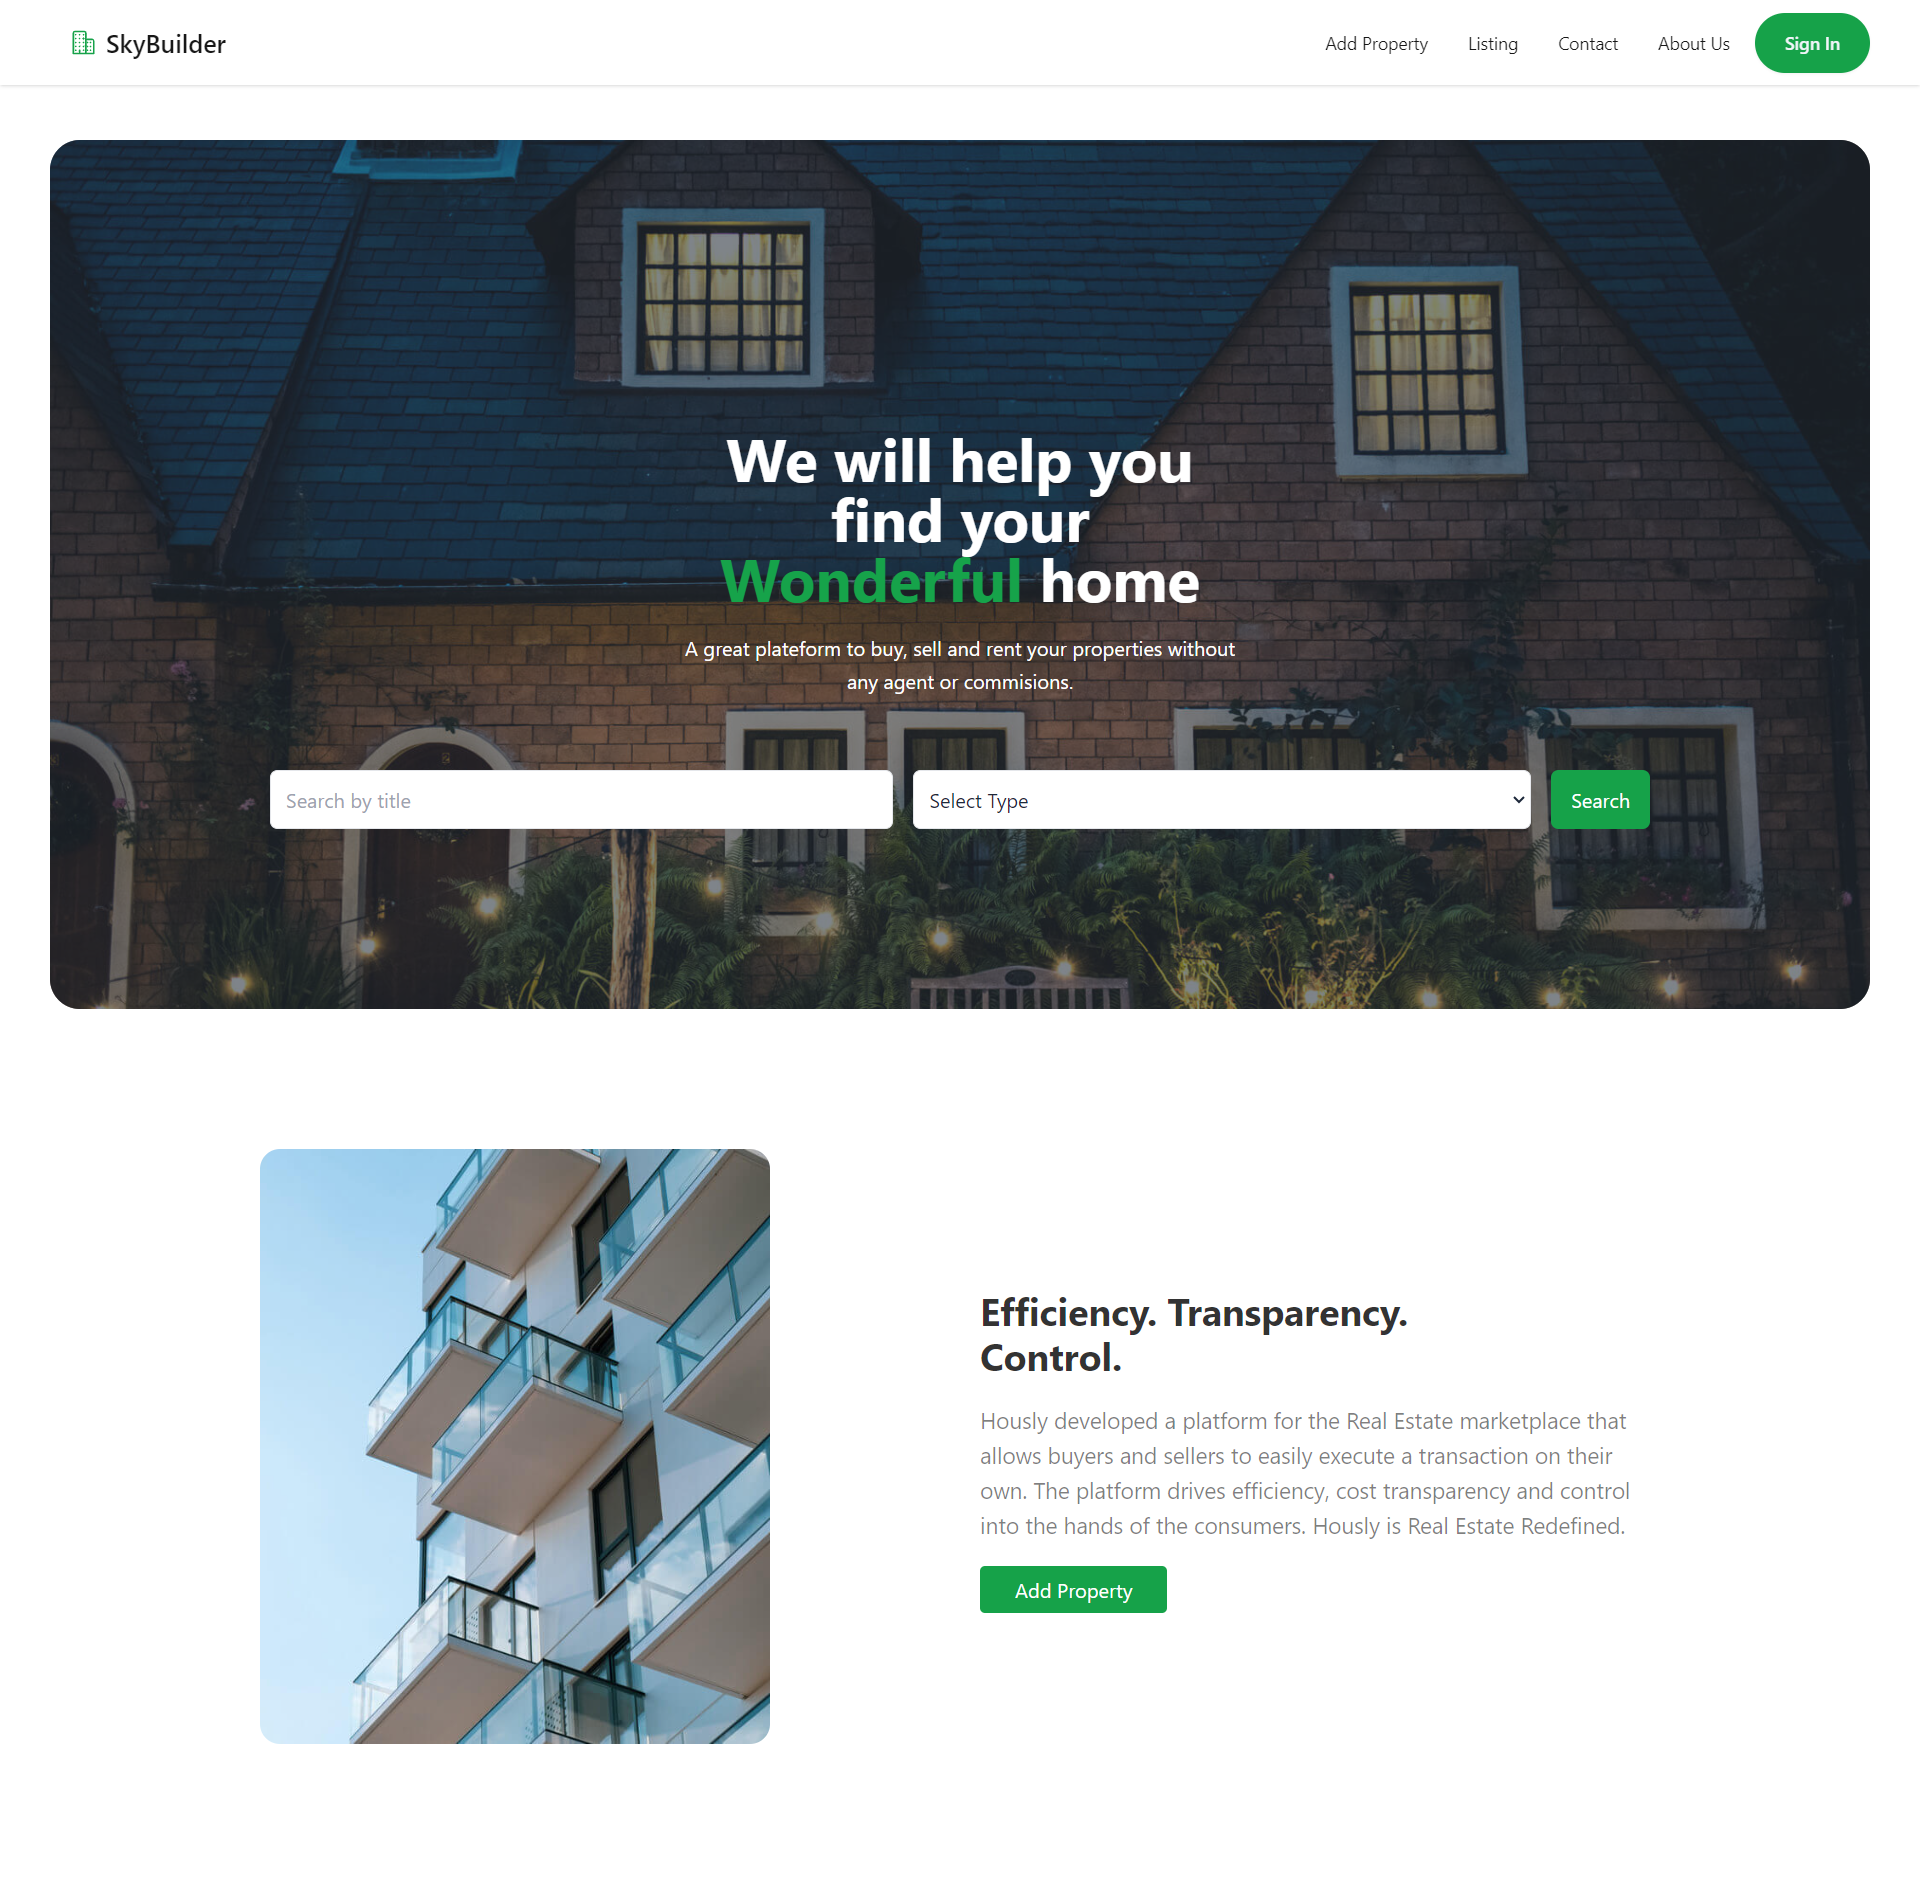 SkyBuilder
Add Property
Listing
Contact
About Us
Sign In
We will help you
find your
Wonderful home
A great plateform to buy, sell and rent your properties without
any agent or commisions.
Search by title
Select Type
Search
Efficiency. Transparency.
Control.
Hously developed a platform for the Real Estate marketplace that
allows buyers and sellers to easily execute a transaction on their
own. The platform drives efficiency, cost transparency and control
into the hands of the consumers. Hously is Real Estate Redefined.
Add Property